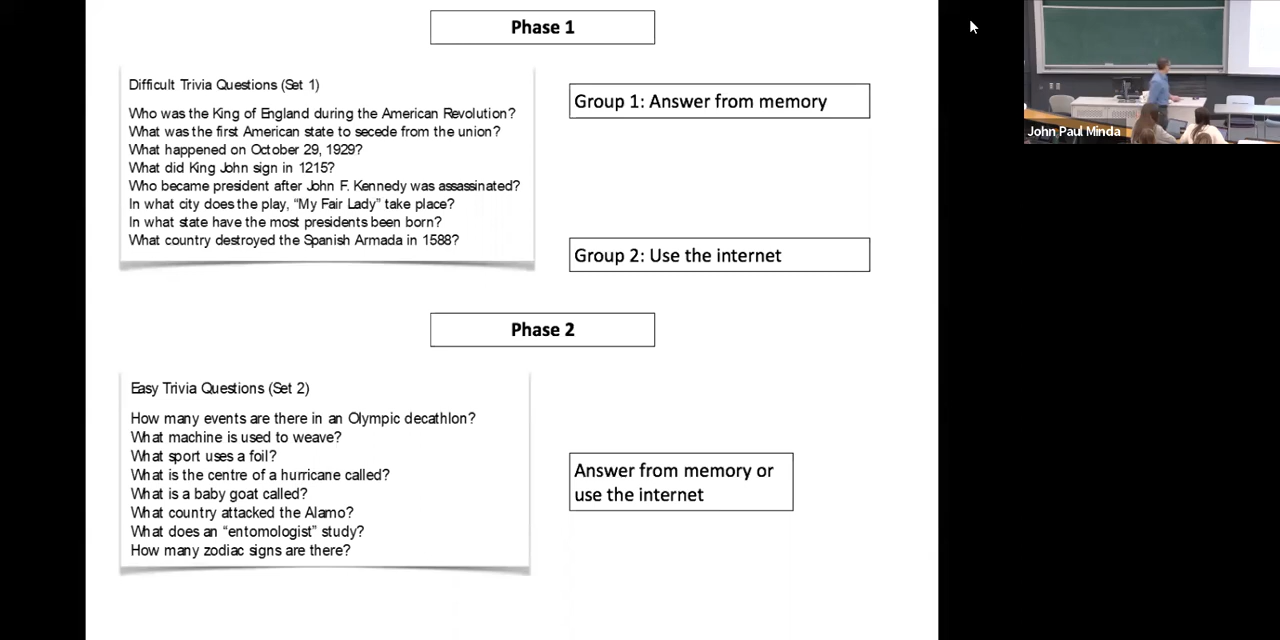 Phase 1
Difficult Trivia Questions (Set 1)
Who was the King of England during the American Revolution?
What was the first American state to secede from the union?
What happened on October 29, 1929?
What did King John sign in 1215?
Who became president after John F. Kennedy was assassinated?
In what city does the play, “My Fair Lady” take place?
In what state have the most presidents been born?
What country destroyed the Spanish Armada in 1588?
Group 1: Answer from memory
Group 2: Use the internet
Phase 2
Easy Trivia Questions (Set 2)
How many events are there in an Olympic decathlon?
What machine is used to weave?
What sport uses a foil?
What is the centre of a hurricane called?
What is a baby goat called?
What country attacked the Alamo?
What does an “entomologist” study?
How many zodiac signs are there?
Answer from memory or
use the internet
John Paul Minda